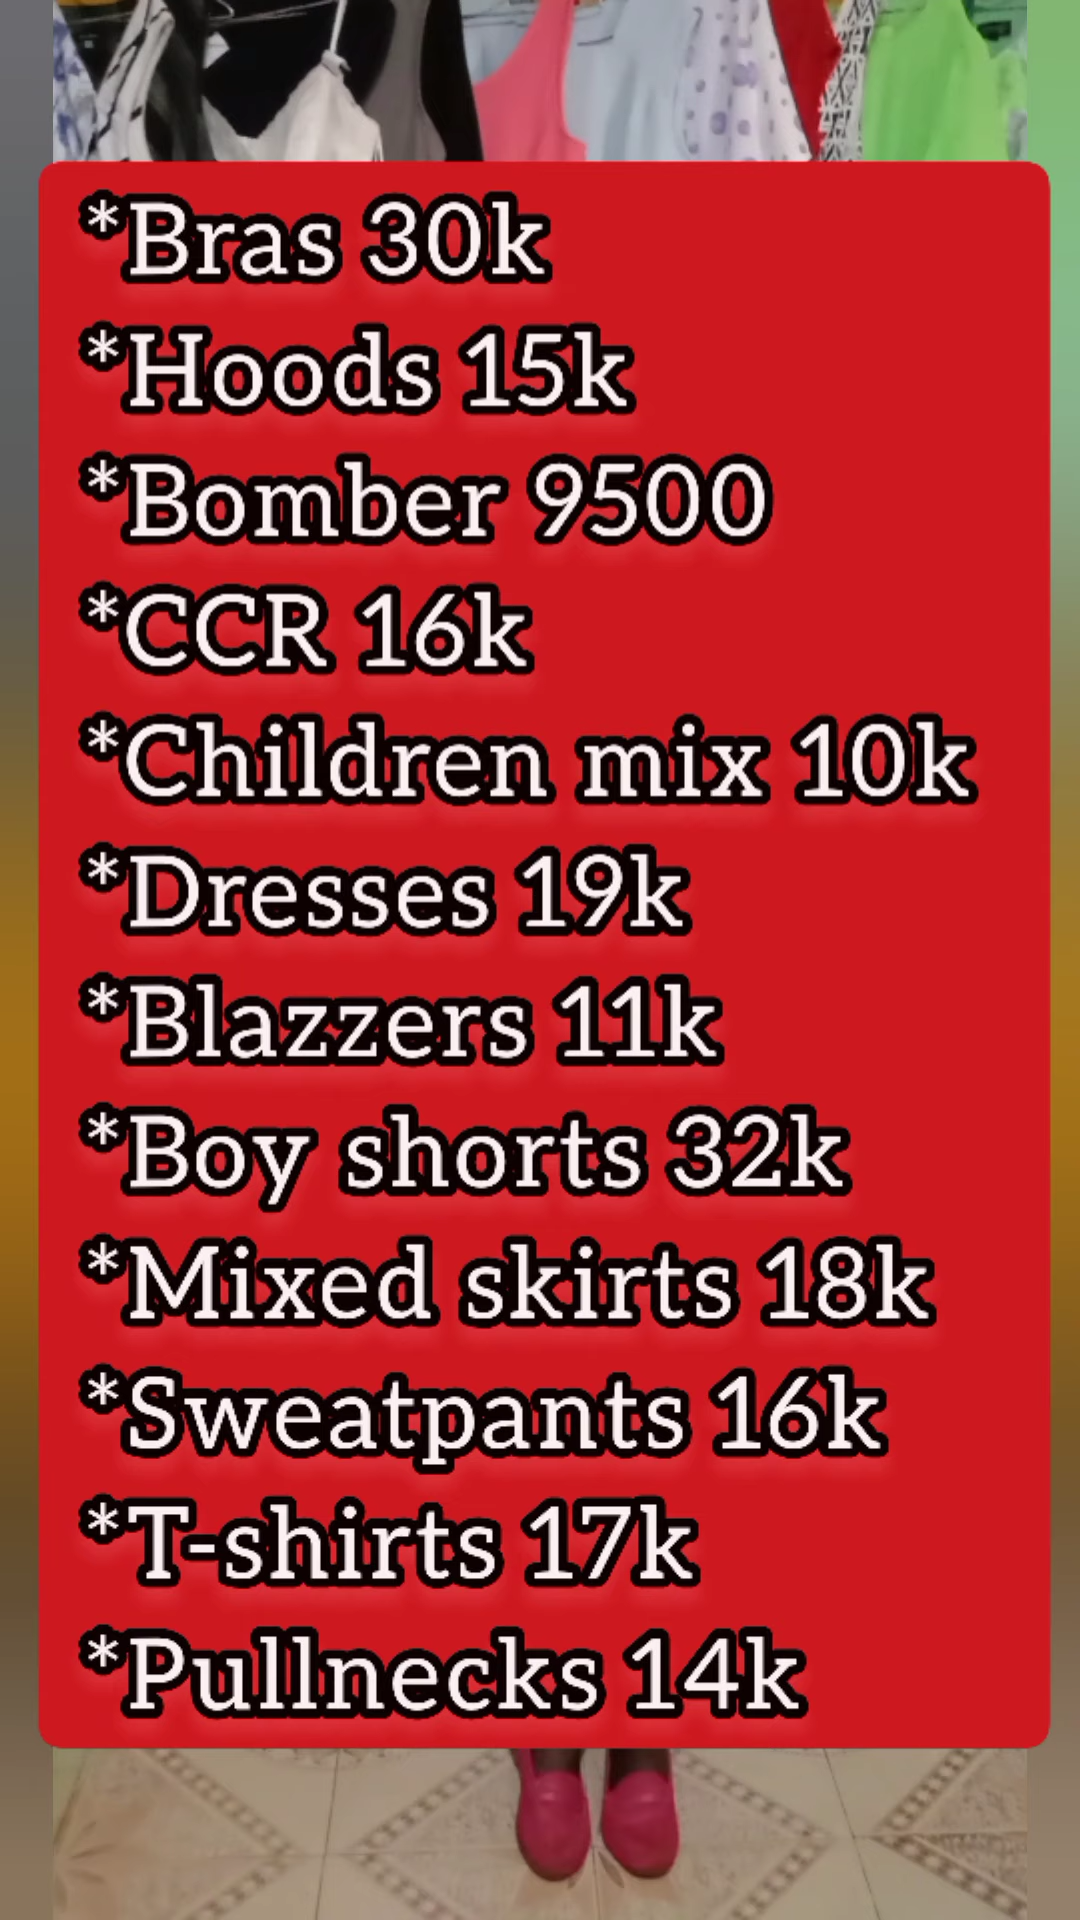 *Bras 30k
*Hoods 15k
*Bomber 9500
*CCR 16k
*Children mix 10k
*Dresses 19k
*Blazzers 11k
*Boy shorts 32k
*Mixed skirts 18k
*Sweatpants 16k
*T-shirts 17k
*Pullnecks 14k